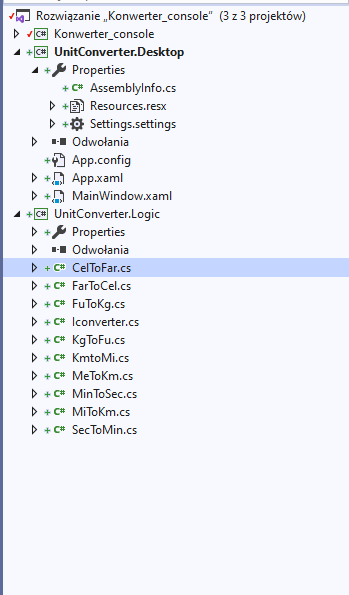 Rozwiązanie „Konwerter_console” (3 z 3 projektów)
C# Konwerter_console
C# UnitConverter.Desktop
Properties
C# AssemblyInfo.cs
Resources.resx
Settings.settings
Odwołania
App.config
App.xaml
MainWindow.xaml
C# UnitConverter.Logic
Properties
Odwołania
C# CelToFar.cs
C# FarToCel.cs
C# FuToKg.cs
C# Iconverter.cs
C# KgToFu.cs
C# KmtoMi.cs
C# MeToKm.cs
C# MinToSec.cs
C# MiToKm.cs
C# SecToMin.cs